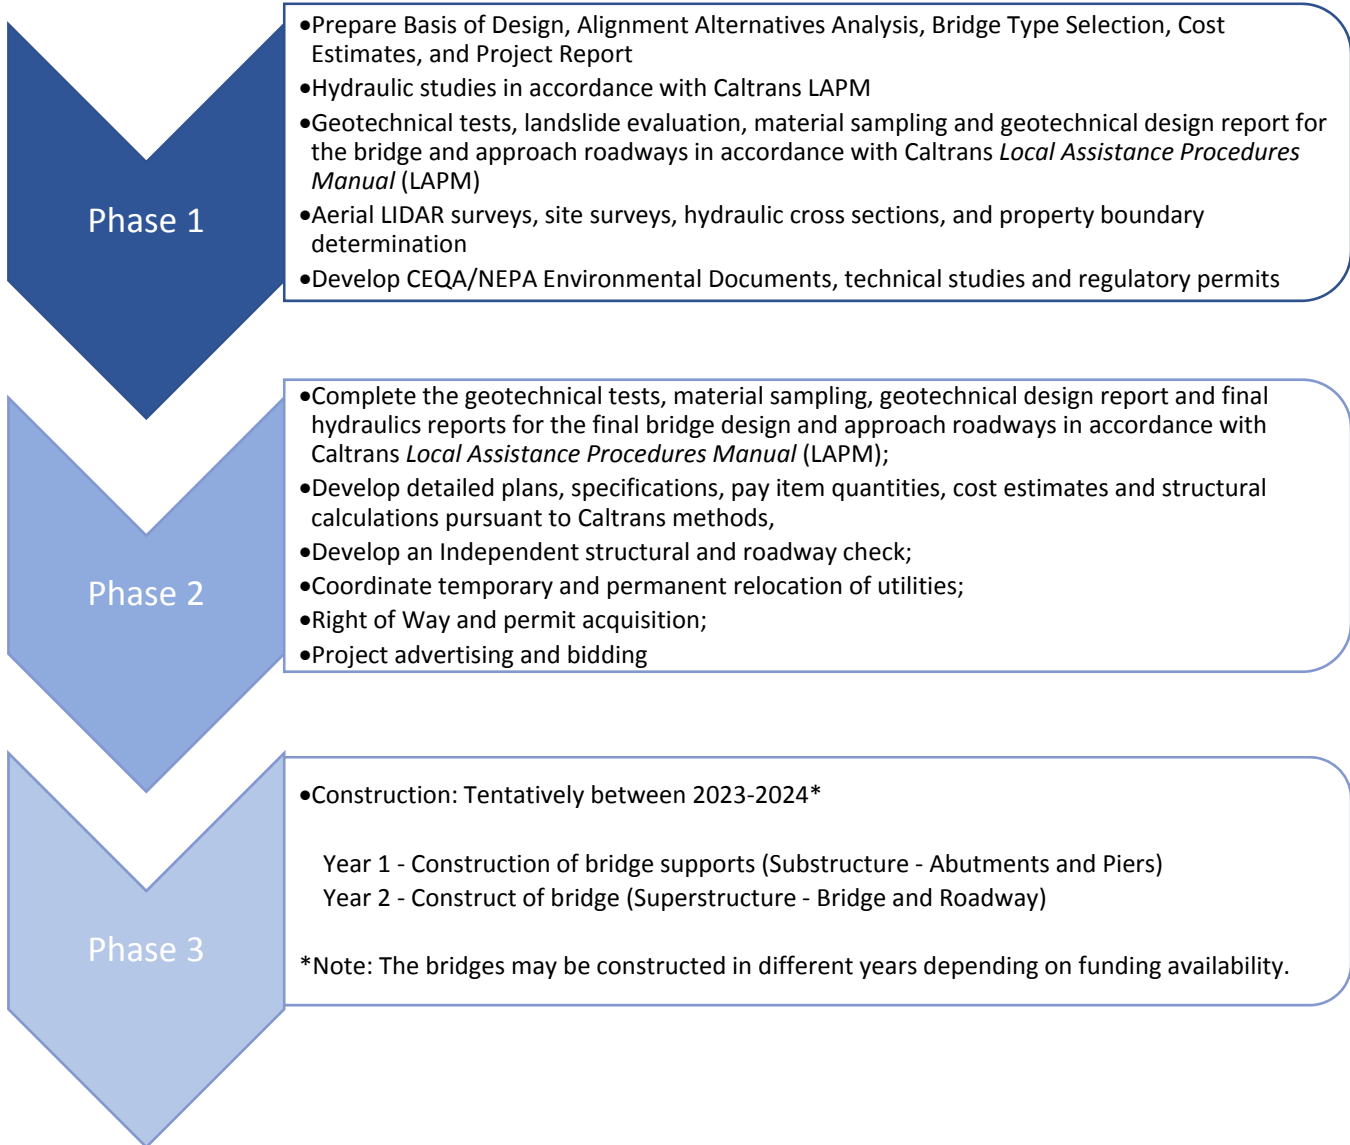 Phase 1
•Prepare Basis of Design, Alignment Alternatives Analysis, Bridge Type Selection, Cost
Estimates, and Project Report
•Hydraulic studies in accordance with Caltrans LAPM
•Geotechnical tests, landslide evaluation, material sampling and geotechnical design report for
the bridge and approach roadways in accordance with Caltrans Local Assistance Procedures
Manual (LAPM)
•Aerial LIDAR surveys, site surveys, hydraulic cross sections, and property boundary
determination
•Develop CEQA/NEPA Environmental Documents, technical studies and regulatory permits
Phase 2
•Complete the geotechnical tests, material sampling, geotechnical design report and final
hydraulics reports for the final bridge design and approach roadways in accordance with
Caltrans Local Assistance Procedures Manual (LAPM);
•Develop detailed plans, specifications, pay item quantities, cost estimates and structural
calculations pursuant to Caltrans methods,
•Develop an Independent structural and roadway check;
•Coordinate temporary and permanent relocation of utilities;
•Right of Way and permit acquisition;
•Project advertising and bidding
Phase 3
•Construction: Tentatively between 2023-2024*
Year 1 - Construction of bridge supports (Substructure - Abutments and Piers)
Year 2 - Construct of bridge (Superstructure - Bridge and Roadway)
*Note: The bridges may be constructed in different years depending on funding availability.